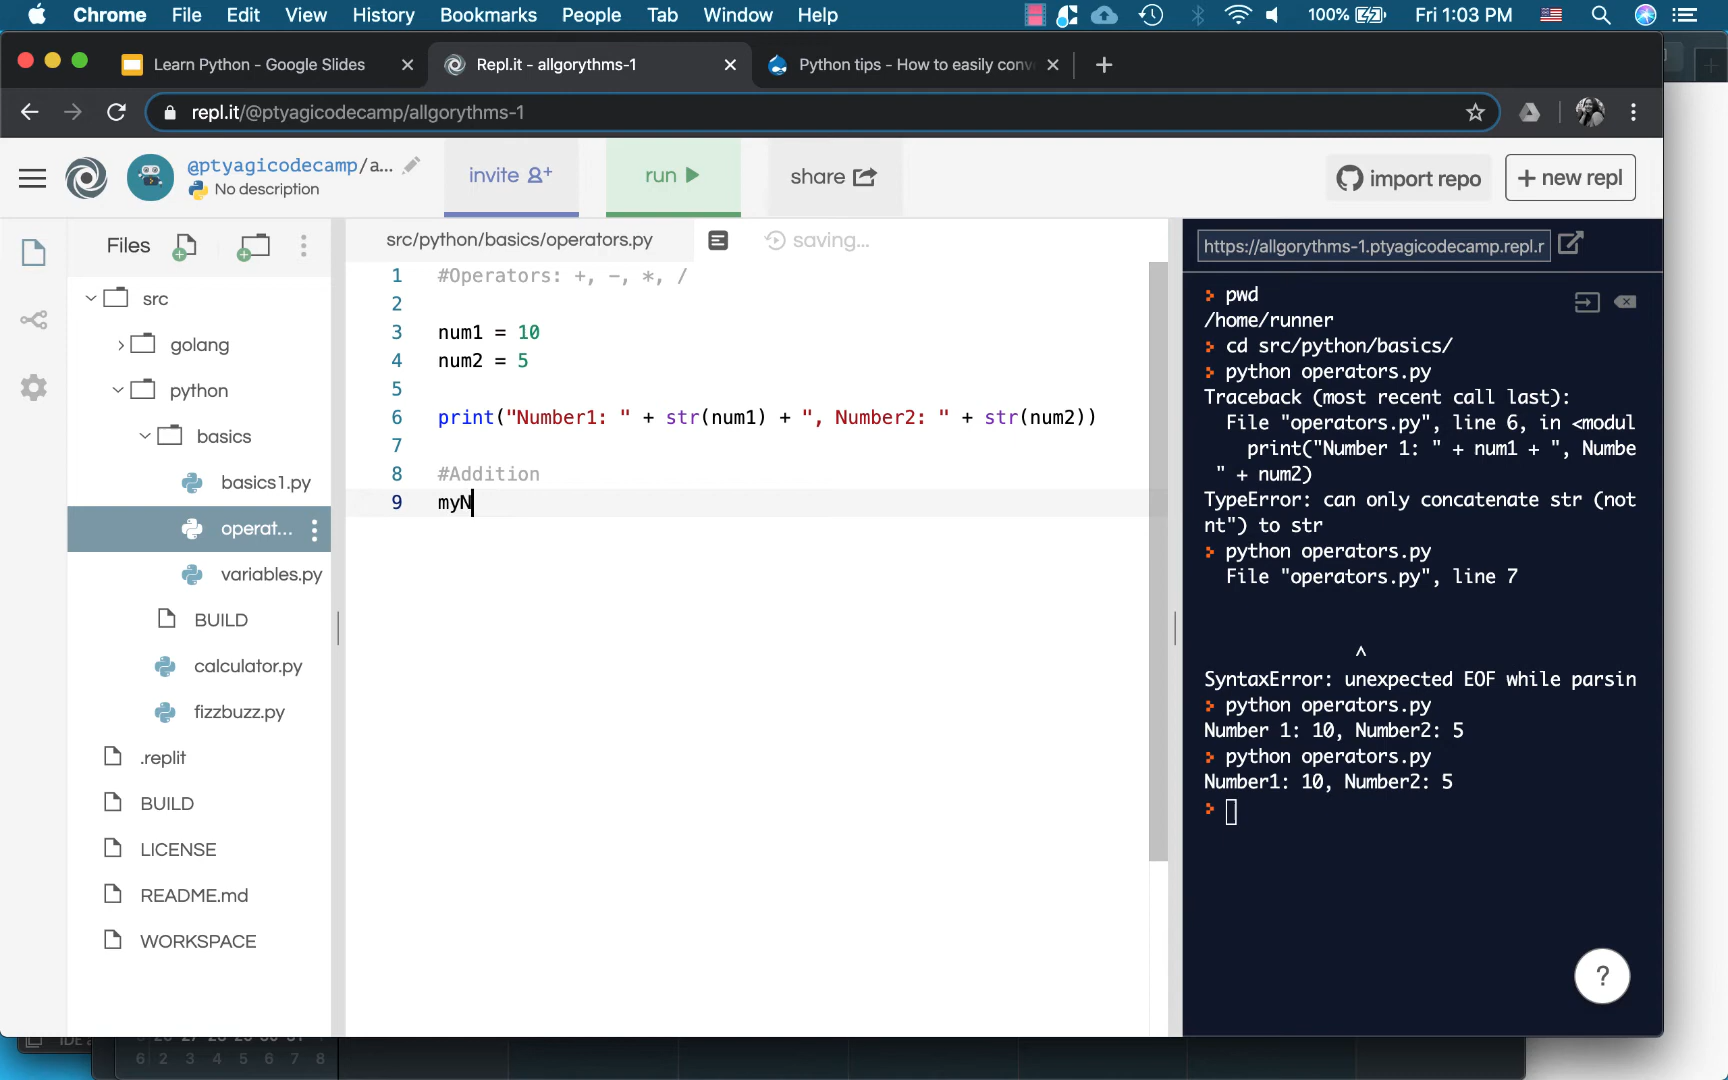 Chrome File Edit View History Bookmarks People Tab Window Help 100% Fri 1:03 PM
Learn Python - Google Slides Repl.it - allgorythms-1 Python tips - How to easily conv
repl.it/@ptyagicodecamp/allgorythms-1
@ptyagicodecamp/a...
No description
invite
run
share
import repo
+ new repl
Files
src
golang
python
basics
basics1.py
operat...
variables.py
BUILD
calculator.py
fizzbuzz.py
.replit
BUILD
LICENSE
README.md
WORKSPACE
src/python/basics/operators.py saving...
1 #Operators: +, -, *, /
2
3 num1 = 10
4 num2 = 5
5
6 print("Number1: " + str(num1) + ", Number2: " + str(num2))
7
8 #Addition
9 myN
https://allgorythms-1.ptyagicodecamp.repl.r
> pwd
/home/runner
> cd src/python/basics/
> python operators.py
Traceback (most recent call last):
File "operators.py", line 6, in <modul
print("Number 1: " + num1 + ", Numbe
" + num2)
TypeError: can only concatenate str (not
nt") to str
> python operators.py
File "operators.py", line 7
^
SyntaxError: unexpected EOF while parsin
> python operators.py
Number 1: 10, Number2: 5
> python operators.py
Number1: 10, Number2: 5
>
?
6 2 3 4 5 6 7 8